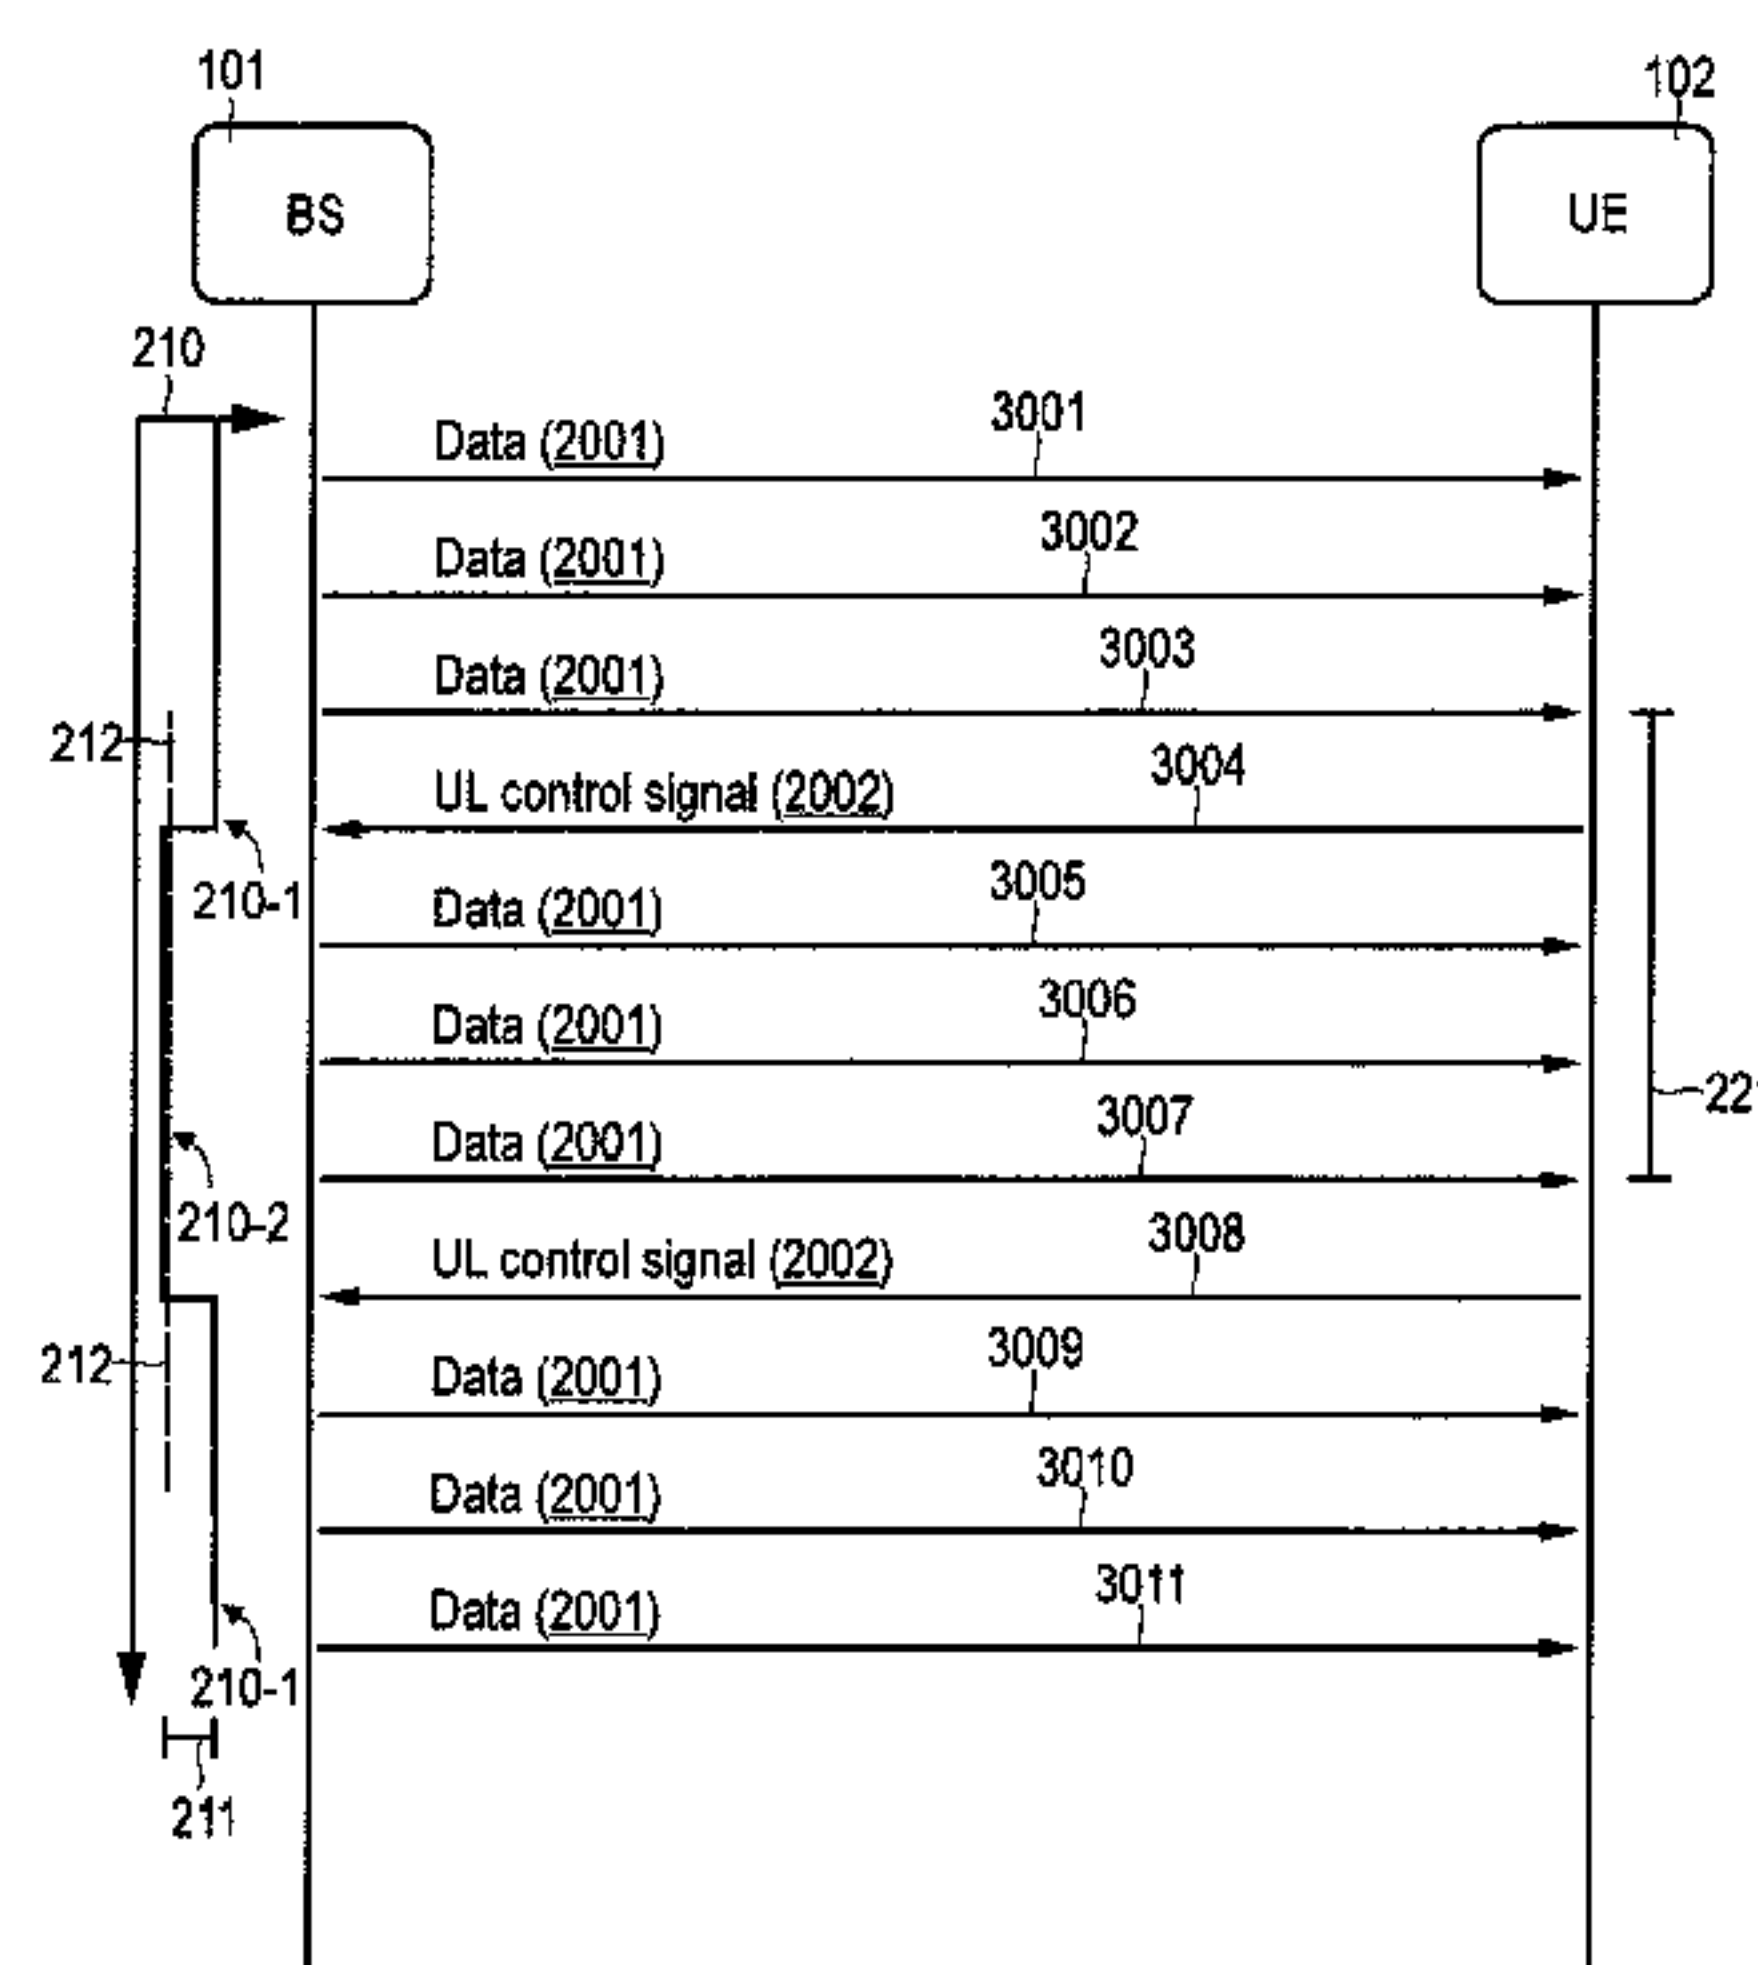 101
102
BS
UE
210
3001
Data (2001)
3002
Data (2001)
3003
Data (2001)
212
3004
UL control signal (2002)
210-1
3005
Data (2001)
3006
Data (2001)
22
3007
Data (2001)
210-2
3008
UL control signal (2002)
212
3009
Data (2001)
3010
Data (2001)
3011
Data (2001)
210-1
211